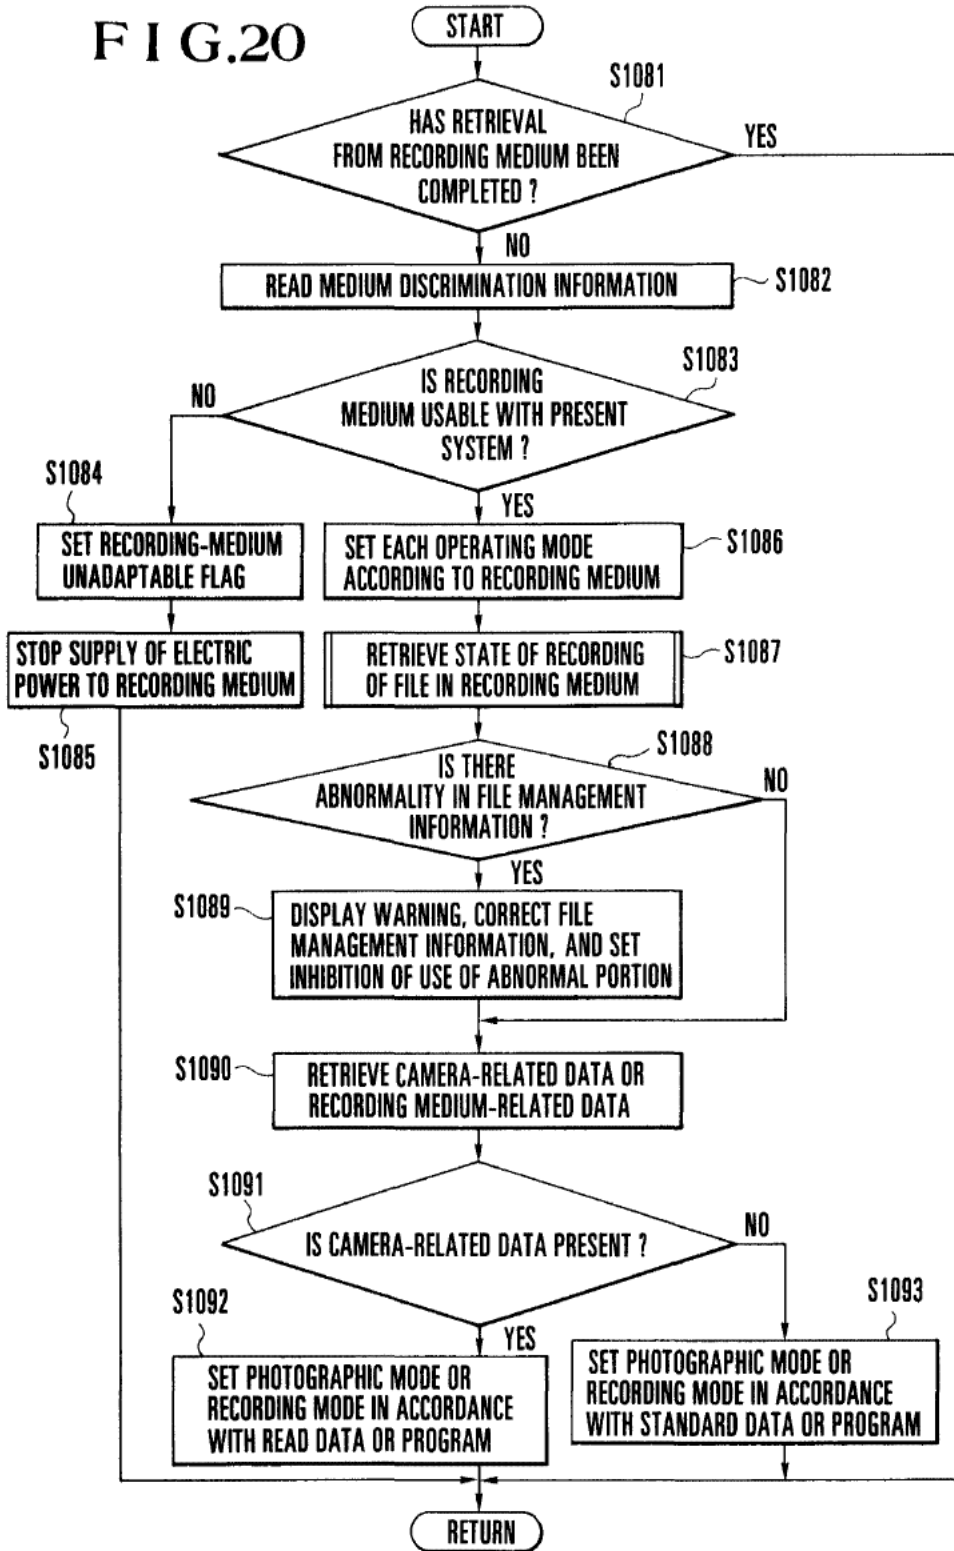 FIG.20
START
S1081
HAS RETRIEVAL
FROM RECORDING MEDIUM BEEN
COMPLETED ?
YES
NO
READ MEDIUM DISCRIMINATION INFORMATION
S1082
S1083
IS RECORDING
MEDIUM USABLE WITH PRESENT
SYSTEM ?
NO
YES
S1084
SET RECORDING-MEDIUM
UNADAPTABLE FLAG
SET EACH OPERATING MODE
ACCORDING TO RECORDING MEDIUM
S1086
STOP SUPPLY OF ELECTRIC
POWER TO RECORDING MEDIUM
S1085
RETRIEVE STATE OF RECORDING
OF FILE IN RECORDING MEDIUM
S1087
S1088
IS THERE
ABNORMALITY IN FILE MANAGEMENT
INFORMATION ?
NO
YES
S1089
DISPLAY WARNING, CORRECT FILE
MANAGEMENT INFORMATION, AND SET
INHIBITION OF USE OF ABNORMAL PORTION
S1090
RETRIEVE CAMERA-RELATED DATA OR
RECORDING MEDIUM-RELATED DATA
S1091
IS CAMERA-RELATED DATA PRESENT ?
NO
YES
S1092
SET PHOTOGRAPHIC MODE OR
RECORDING MODE IN ACCORDANCE
WITH READ DATA OR PROGRAM
S1093
SET PHOTOGRAPHIC MODE OR
RECORDING MODE IN ACCORDANCE
WITH STANDARD DATA OR PROGRAM
RETURN